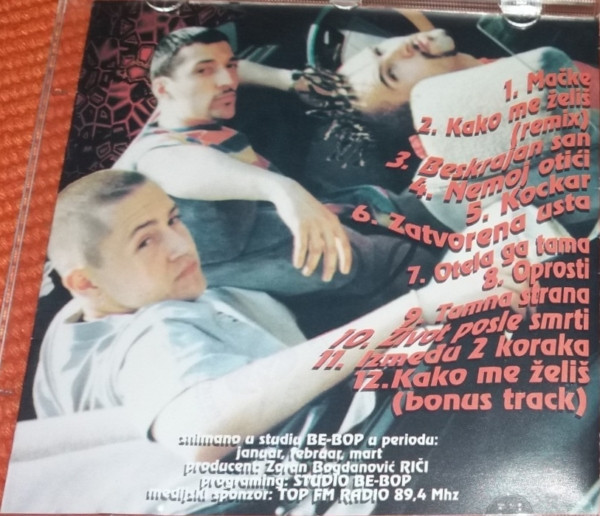 1. Mačke
2. Kako me želiš
(remix)
3. Beskrajan san
4. Nemoj otići
5. Kockar
6. Zatvorena usta
7. Otela ga tama
8. Oprosti
9. Tamna strana
10. Život posle smrti
11. Između 2 koraka
12. Kako me želiš
(bonus track)
snimano u studiu BE-BOP u periodu:
januar, februar, mart
producent: Zoran Bogdanović RIČI
programing: STUDIO BE-BOP
medijski sponzor: TOP FM RADIO 89,4 Mhz